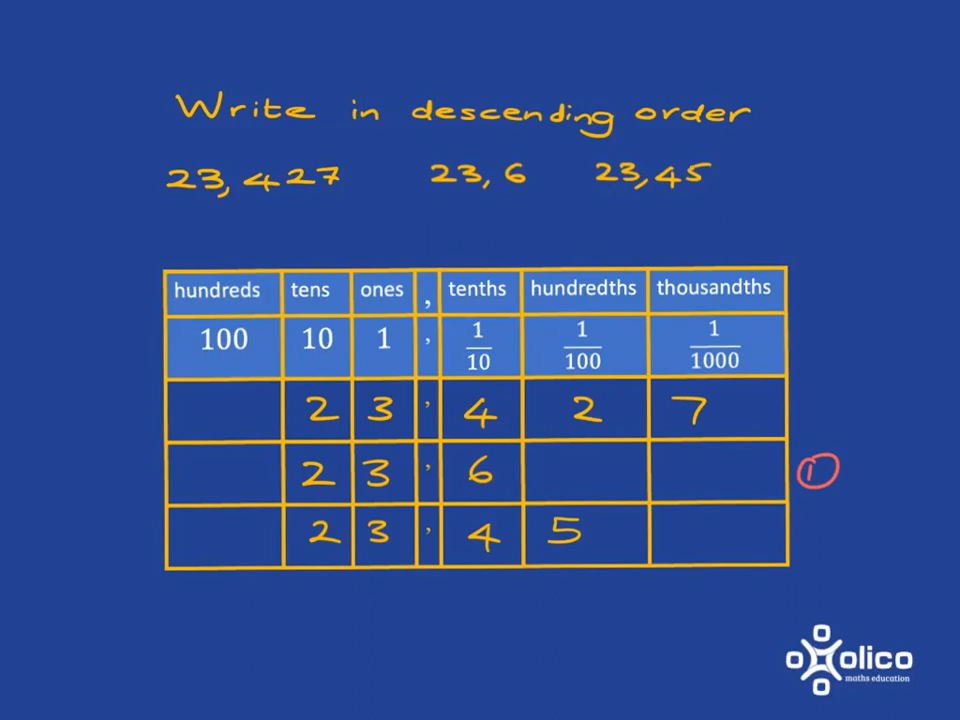 Write in descending order
23,427 23,6 23,45
hundreds tens ones , tenths hundredths thousandths
100 10 1 , 1/10 1/100 1/1000
2 3 , 4 2 7
2 3 , 6 ①
2 3 , 4 5
olico
maths education